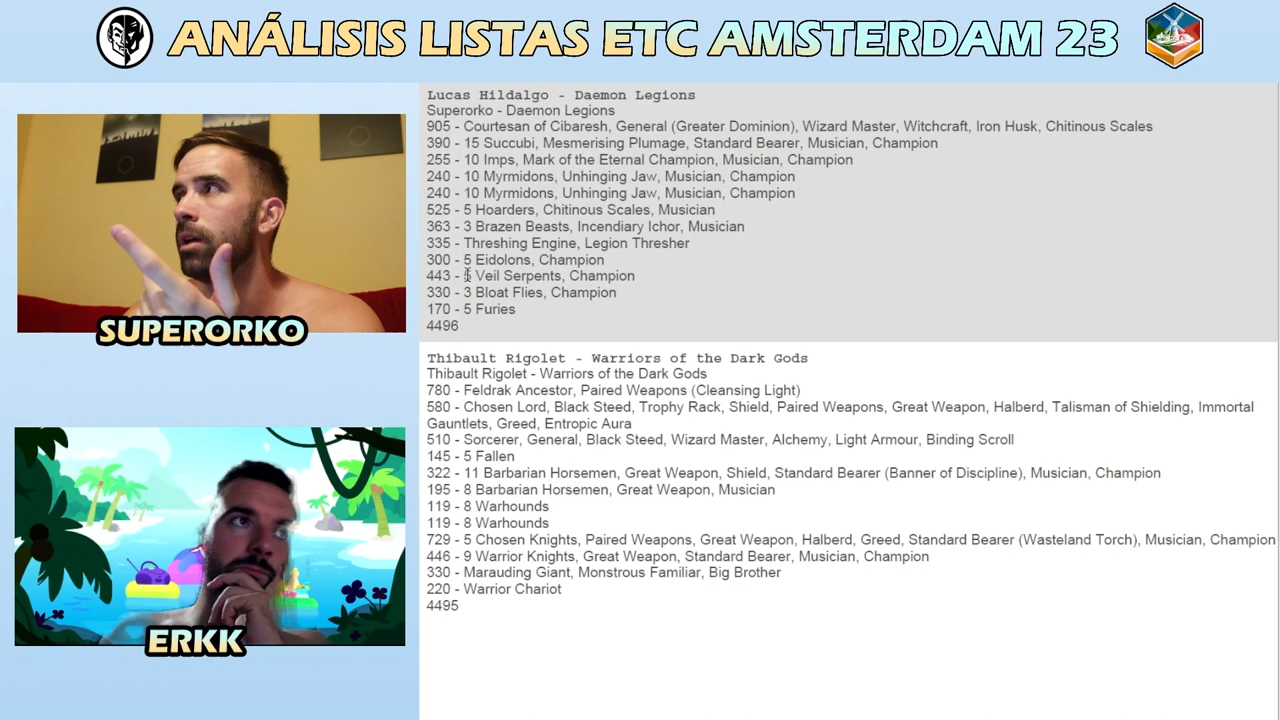 ANÁLISIS LISTAS ETC AMSTERDAM 23
Lucas Hildalgo - Daemon Legions
Superorko - Daemon Legions
905 - Courtesan of Cibaresh, General (Greater Dominion), Wizard Master, Witchcraft, Iron Husk, Chitinous Scales
390 - 15 Succubi, Mesmerising Plumage, Standard Bearer, Musician, Champion
255 - 10 Imps, Mark of the Eternal Champion, Musician, Champion
240 - 10 Myrmidons, Unhinging Jaw, Musician, Champion
240 - 10 Myrmidons, Unhinging Jaw, Musician, Champion
525 - 5 Hoarders, Chitinous Scales, Musician
363 - 3 Brazen Beasts, Incendiary Ichor, Musician
335 - Threshing Engine, Legion Thresher
300 - 5 Eidolons, Champion
443 - Veil Serpents, Champion
330 - 3 Bloat Flies, Champion
170 - 5 Furies
4496
SUPERORKO
Thibault Rigolet - Warriors of the Dark Gods
Thibault Rigolet - Warriors of the Dark Gods
780 - Feldrak Ancestor, Paired Weapons (Cleansing Light)
580 - Chosen Lord, Black Steed, Trophy Rack, Shield, Paired Weapons, Great Weapon, Halberd, Talisman of Shielding, Immortal
Gauntlets, Greed, Entropic Aura
510 - Sorcerer, General, Black Steed, Wizard Master, Alchemy, Light Armour, Binding Scroll
145 - 5 Fallen
322 - 11 Barbarian Horsemen, Great Weapon, Shield, Standard Bearer (Banner of Discipline), Musician, Champion
195 - 8 Barbarian Horsemen, Great Weapon, Musician
119 - 8 Warhounds
119 - 8 Warhounds
729 - 5 Chosen Knights, Paired Weapons, Great Weapon, Halberd, Greed, Standard Bearer (Wasteland Torch), Musician, Champion
446 - 9 Warrior Knights, Great Weapon, Standard Bearer, Musician, Champion
330 - Marauding Giant, Monstrous Familiar, Big Brother
220 - Warrior Chariot
4495
ERKK